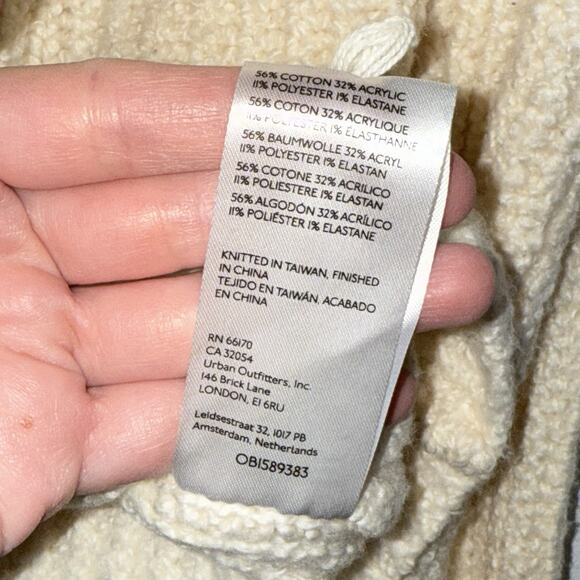 56% COTTON 32% ACRYLIC
11% POLYESTER 1% ELASTANE
56% COTON 32% ACRYLIQUE
11% POLYESTER 1% ÉLASTHANNE
56% BAUMWOLLE 32% ACRYL
11% POLYESTER 1% ELASTAN
56% COTONE 32% ACRILICO
11% POLIESTERE 1% ELASTAN
56% ALGODÓN 32% ACRÍLICO
11% POLIÉSTER 1% ELASTANE
KNITTED IN TAIWAN, FINISHED
IN CHINA
TEJIDO EN TAIWÁN, ACABADO
EN CHINA
RN 66170
CA 32054
Urban Outfitters, Inc.
146 Brick Lane
LONDON, E1 6RU
Leidsestraat 32, 1017 PB
Amsterdam, Netherlands
OB1589383